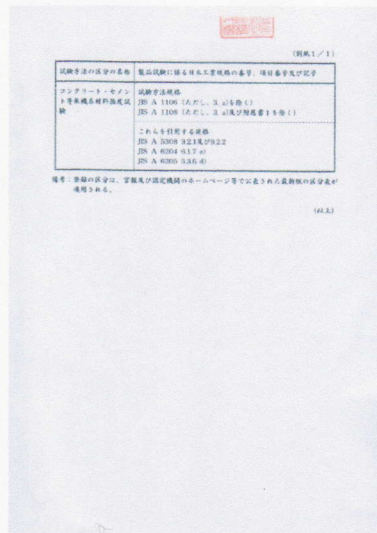 (別紙1/1)
試験方法の区分の名称
製品試験に係る日本工業規格の番号、項目番号及び記号
コンクリート・セメン
ト等無機系材料強度試
験
試験方法規格
JIS A 1106 (ただし、3. a)を除く)
JIS A 1108 (ただし、3. a)及び附属書1を除く)
これらを引用する規格
JIS A 5308 9.2.1及び9.2.2
JIS A 6204 6.1.7 e)
JIS A 6205 5.3.6 d)
備考:登録の区分は、官報及び認定機関のホームページ等で公表された最新版の区分表が
適用される。
(以上)